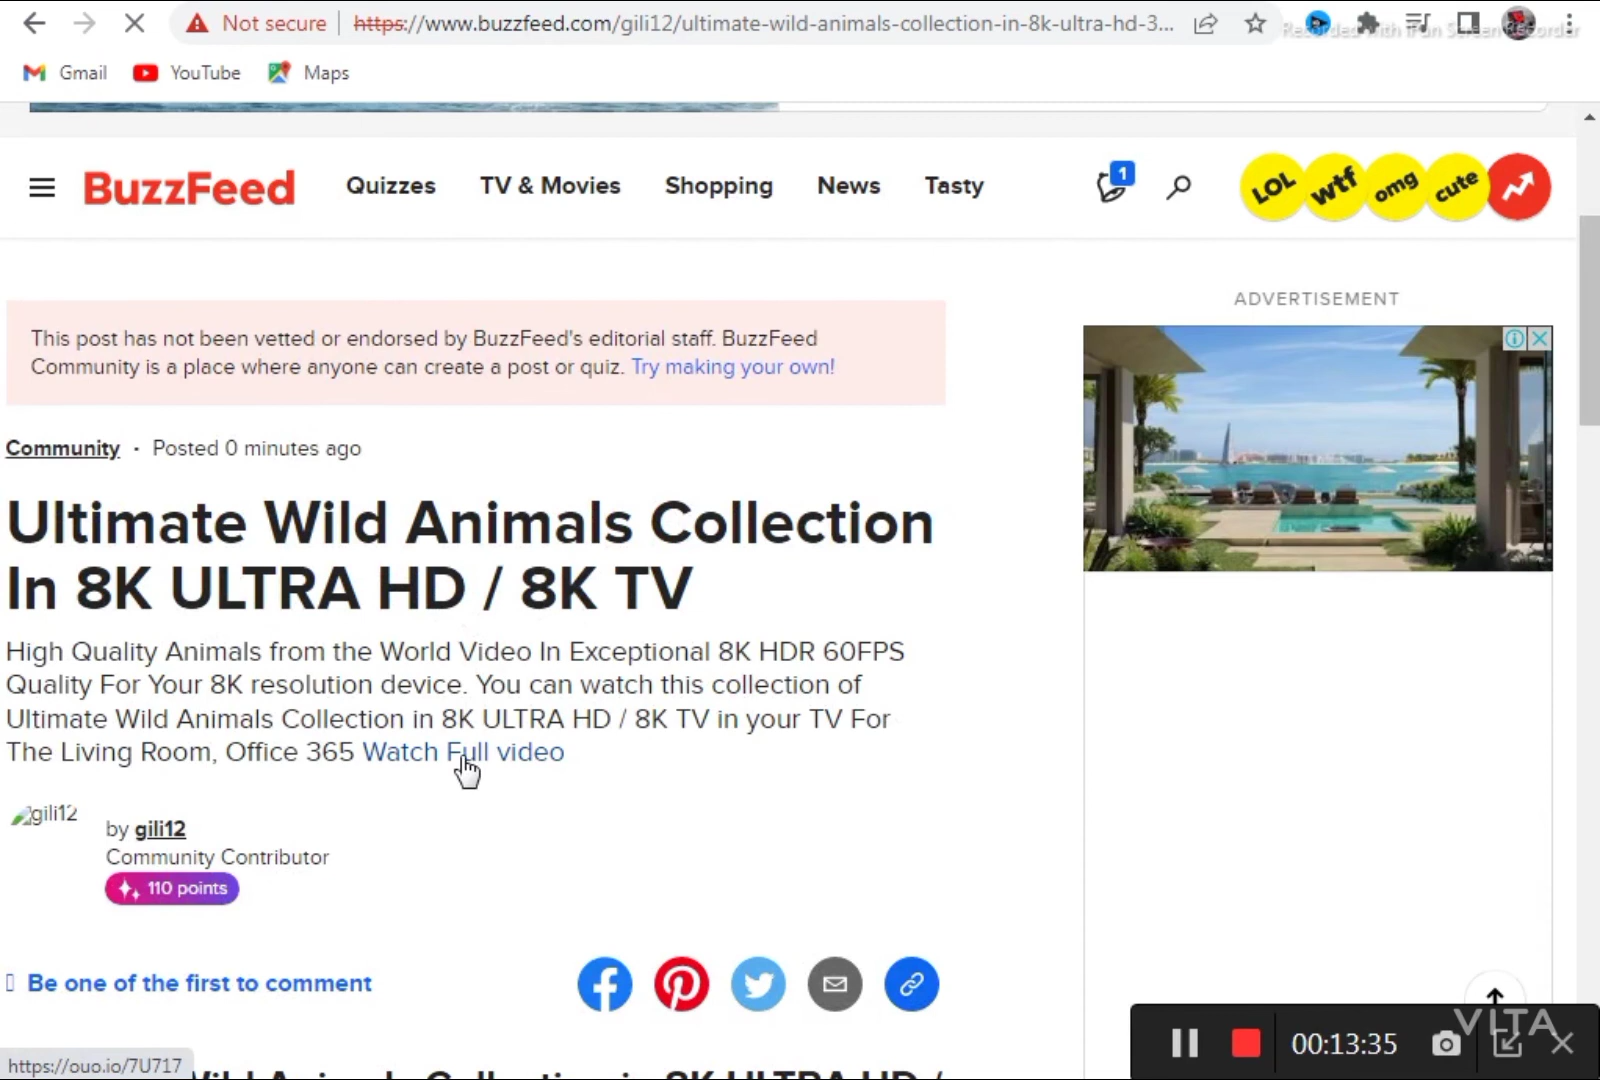 Not secure
https://www.buzzfeed.com/gili12/ultimate-wild-animals-collection-in-8k-ultra-hd-3...
Recorded with iFun Screen Recorder
Gmail
YouTube
Maps
BuzzFeed
Quizzes
TV & Movies
Shopping
News
Tasty
1
LOL
wtf
omg
cute
ADVERTISEMENT
This post has not been vetted or endorsed by BuzzFeed's editorial staff. BuzzFeed
Community is a place where anyone can create a post or quiz. Try making your own!
Community · Posted 0 minutes ago
Ultimate Wild Animals Collection
In 8K ULTRA HD / 8K TV
High Quality Animals from the World Video In Exceptional 8K HDR 60FPS
Quality For Your 8K resolution device. You can watch this collection of
Ultimate Wild Animals Collection in 8K ULTRA HD / 8K TV in your TV For
The Living Room, Office 365 Watch Full video
gili12
by gili12
Community Contributor
110 points
Be one of the first to comment
00:13:35
VITA
https://ouo.io/7U717